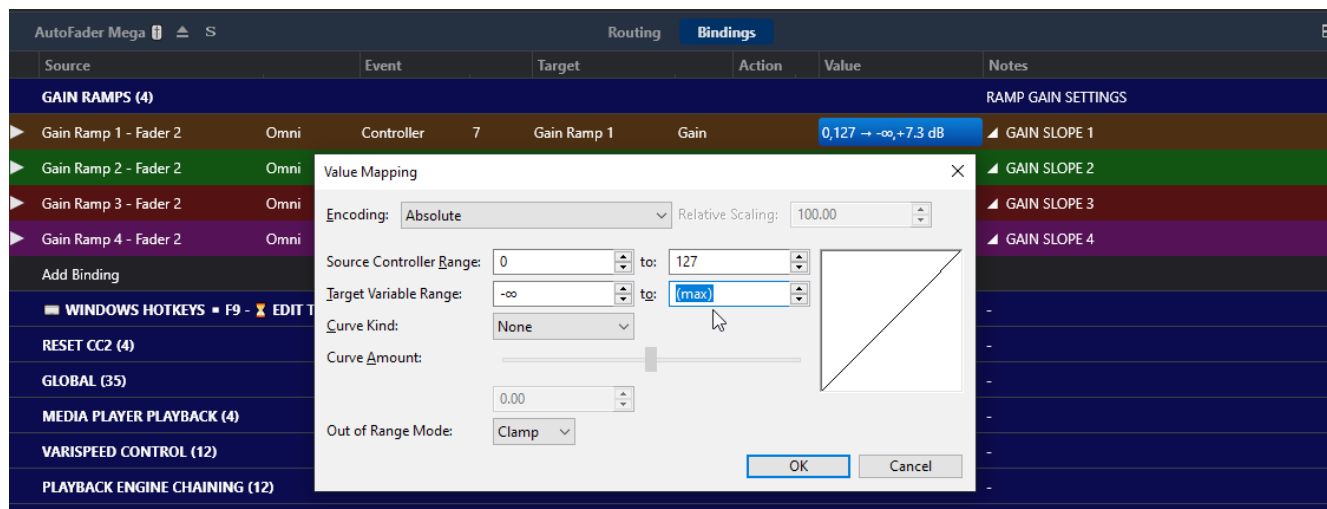 AutoFader Mega S Routing Bindings
Source Event Target Action Value Notes
GAIN RAMPS (4) RAMP GAIN SETTINGS
Gain Ramp 1 - Fader 2 Omni Controller 7 Gain Ramp 1 Gain 0,127 → -∞,+7.3 dB ◢ GAIN SLOPE 1
Gain Ramp 2 - Fader 2 Omni ◢ GAIN SLOPE 2
Gain Ramp 3 - Fader 2 Omni ◢ GAIN SLOPE 3
Gain Ramp 4 - Fader 2 Omni ◢ GAIN SLOPE 4
Add Binding
WINDOWS HOTKEYS ▪ F9 - ⏳ EDIT T -
RESET CC2 (4) -
GLOBAL (35) -
MEDIA PLAYER PLAYBACK (4) -
VARISPEED CONTROL (12) -
PLAYBACK ENGINE CHAINING (12) -
Value Mapping
Encoding: Absolute Relative Scaling: 100.00
Source Controller Range: 0 to: 127
Target Variable Range: -∞ to: (max)
Curve Kind: None
Curve Amount:
0.00
Out of Range Mode: Clamp
OK Cancel